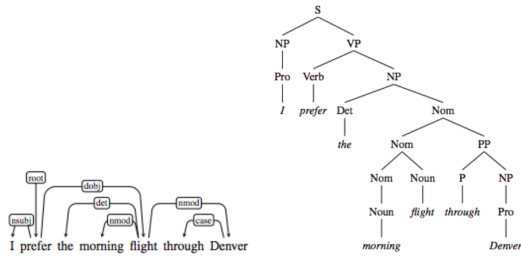 S
NP VP
Pro Verb NP
I prefer Det Nom
the Nom PP
Nom Noun P NP
Noun flight through Pro
morning Denver
root
dobj
det nmod
nsubj nmod case
I prefer the morning flight through Denver